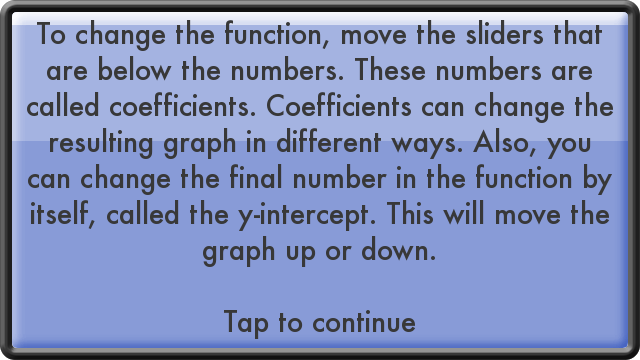 To change the function, move the sliders that
are below the numbers. These numbers are
called coefficients. Coefficients can change the
resulting graph in different ways. Also, you
can change the final number in the function by
itself, called the y-intercept. This will move the
graph up or down.
Tap to continue